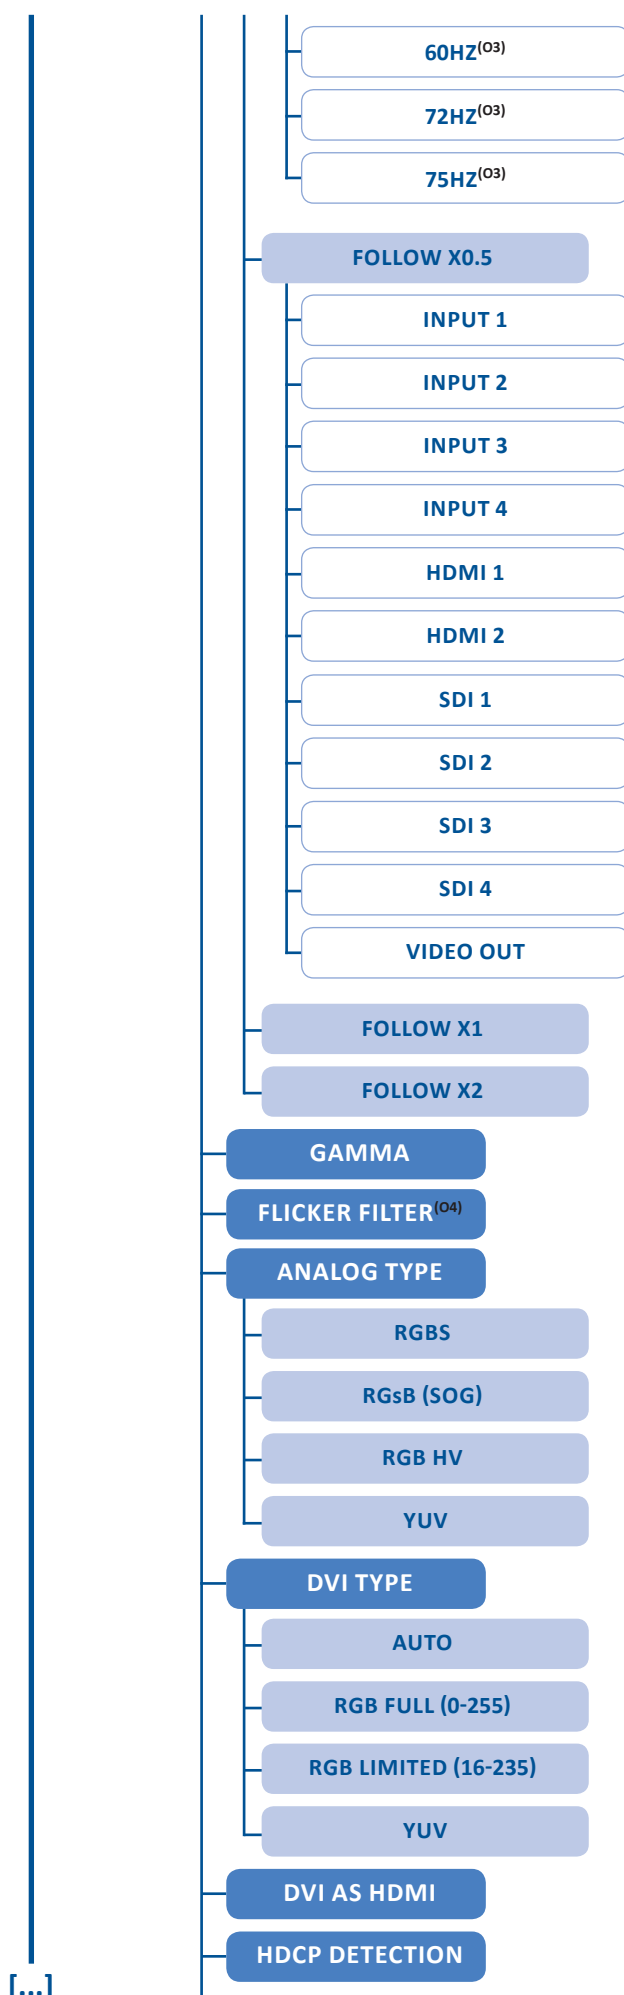 60HZ(O3)
72HZ(O3)
75HZ(O3)
FOLLOW X0.5
INPUT 1
INPUT 2
INPUT 3
INPUT 4
HDMI 1
HDMI 2
SDI 1
SDI 2
SDI 3
SDI 4
VIDEO OUT
FOLLOW X1
FOLLOW X2
GAMMA
FLICKER FILTER(O4)
ANALOG TYPE
RGBS
RGsB (SOG)
RGB HV
YUV
DVI TYPE
AUTO
RGB FULL (0-255)
RGB LIMITED (16-235)
YUV
DVI AS HDMI
HDCP DETECTION
[...]